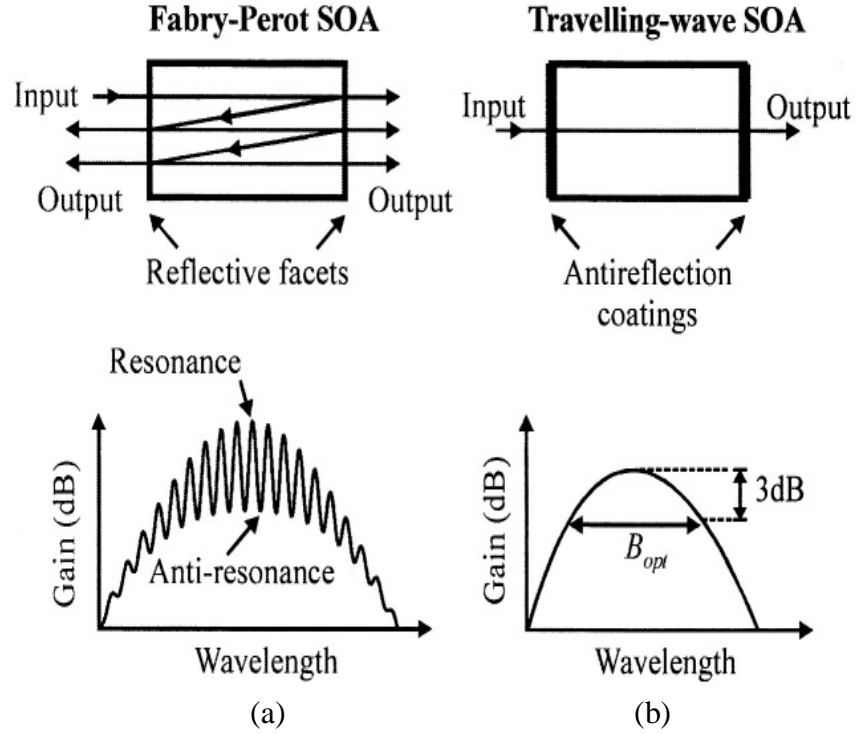 Fabry-Perot SOA
Input
Output
Output
Reflective facets
Travelling-wave SOA
Input
Output
Antireflection
coatings
Resonance
Gain (dB)
Anti-resonance
Wavelength
(a)
Gain (dB)
3dB
B_opt
Wavelength
(b)